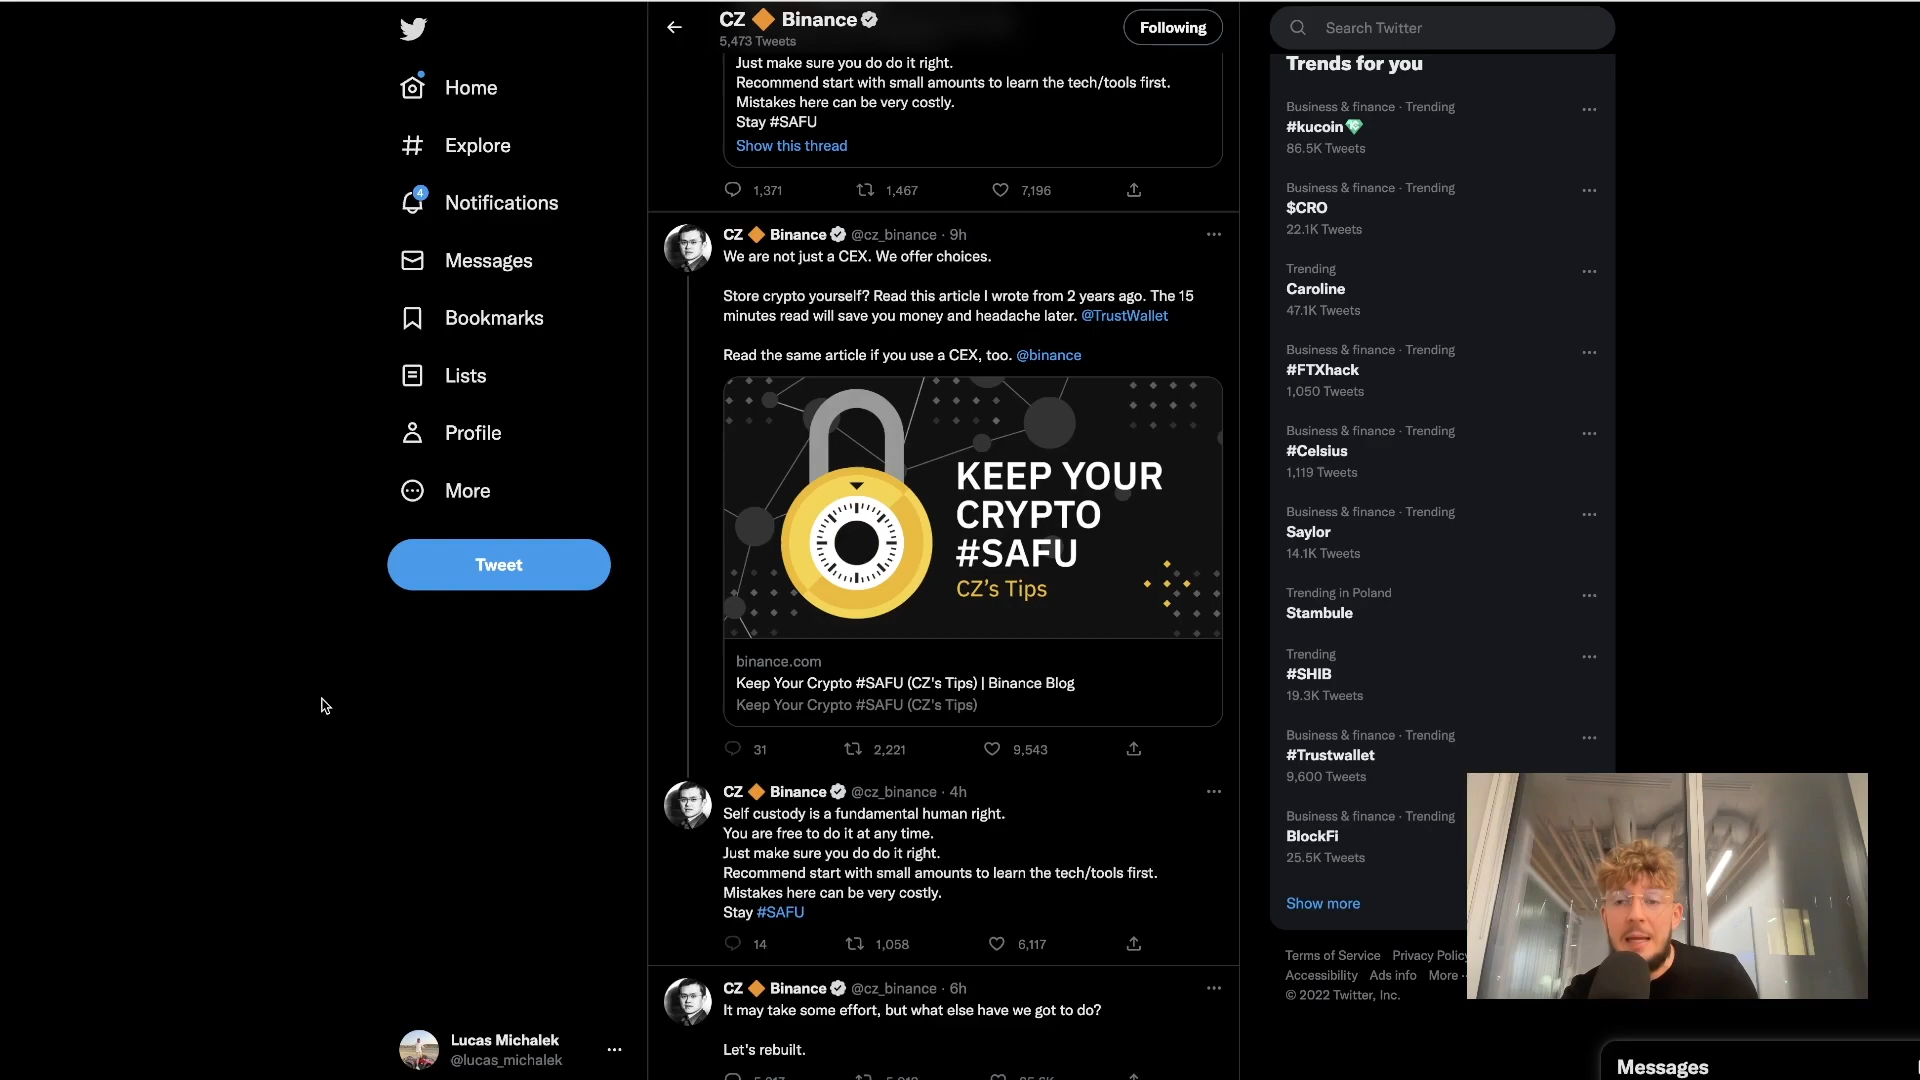 Home
Explore
4
Notifications
Messages
Bookmarks
Lists
Profile
More
Tweet
Lucas Michalek
@lucas_michalek
CZ 🔶 Binance
5,473 Tweets
Following
Just make sure you do do it right.
Recommend start with small amounts to learn the tech/tools first.
Mistakes here can be very costly.
Stay #SAFU
Show this thread
1,371 1,467 7,196
CZ 🔶 Binance @cz_binance · 9h
We are not just a CEX. We offer choices.
Store crypto yourself? Read this article I wrote from 2 years ago. The 15
minutes read will save you money and headache later. @TrustWallet
Read the same article if you use a CEX, too. @binance
KEEP YOUR
CRYPTO
#SAFU
CZ's Tips
binance.com
Keep Your Crypto #SAFU (CZ's Tips) | Binance Blog
Keep Your Crypto #SAFU (CZ's Tips)
31 2,221 9,543
CZ 🔶 Binance @cz_binance · 4h
Self custody is a fundamental human right.
You are free to do it at any time.
Just make sure you do do it right.
Recommend start with small amounts to learn the tech/tools first.
Mistakes here can be very costly.
Stay #SAFU
14 1,058 6,117
CZ 🔶 Binance @cz_binance · 6h
It may take some effort, but what else have we got to do?
Let's rebuilt.
Search Twitter
Trends for you
Business & finance · Trending
#kucoin
86.5K Tweets
Business & finance · Trending
$CRO
22.1K Tweets
Trending
Caroline
47.1K Tweets
Business & finance · Trending
#FTXhack
1,050 Tweets
Business & finance · Trending
#Celsius
1,119 Tweets
Business & finance · Trending
Saylor
14.1K Tweets
Trending in Poland
Stambule
Trending
#SHIB
19.3K Tweets
Business & finance · Trending
#Trustwallet
9,600 Tweets
Business & finance · Trending
BlockFi
25.5K Tweets
Show more
Terms of Service Privacy Policy
Accessibility Ads info More
© 2022 Twitter, Inc.
Messages